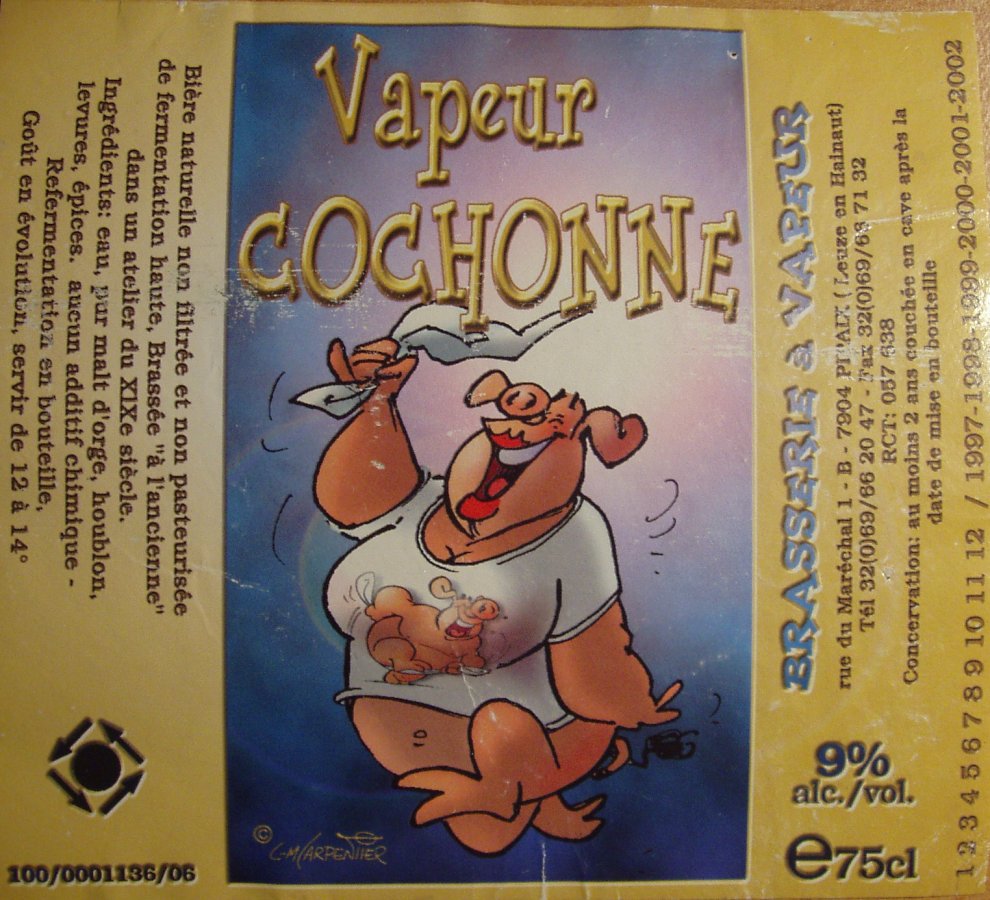 Bière naturelle non filtrée et non pasteurisée
de fermentation haute, Brassée "à l'ancienne"
dans un atelier du XIXe siècle.
Ingrédients: eau, pur malt d'orge, houblon,
levures, épices. aucun additif chimique -
Refermentation en bouteille,
Goût en évolution, servir de 12 à 14°
100/0001136/06
Vapeur
COCHONNE
© L-M CARPENTIER
BRASSERIE à VAPEUR
rue du Maréchal 1 - B - 7904 PIPAIX ( Leuze en Hainaut)
Tél 32(0)69/66 20 47 - Fax 32(0)69/63 71 32
RCT: 057 338
Concervation: au moins 2 ans couchée en cave après la
date de mise en bouteille
9%
alc./vol.
e75cl
1 2 3 4 5 6 7 8 9 10 11 12 / 1997-1998-1999-2000-2001-2002